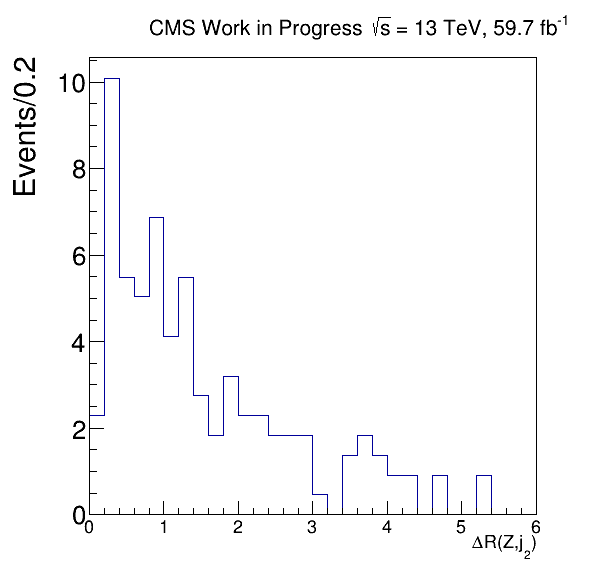 CMS Work in Progress √s = 13 TeV, 59.7 fb⁻¹
Events/0.2
10
8
6
4
2
0
0 1 2 3 4 5 6
ΔR(Z,j₂)